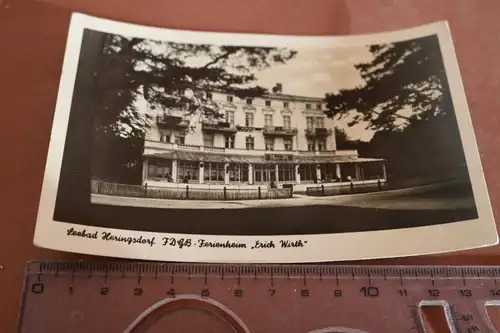 Seebad Heringsdorf. FDGB-Ferienheim „Erich Wirth"
0 1 2 3 4 5 6 7 8 9 10 11 12 13 14